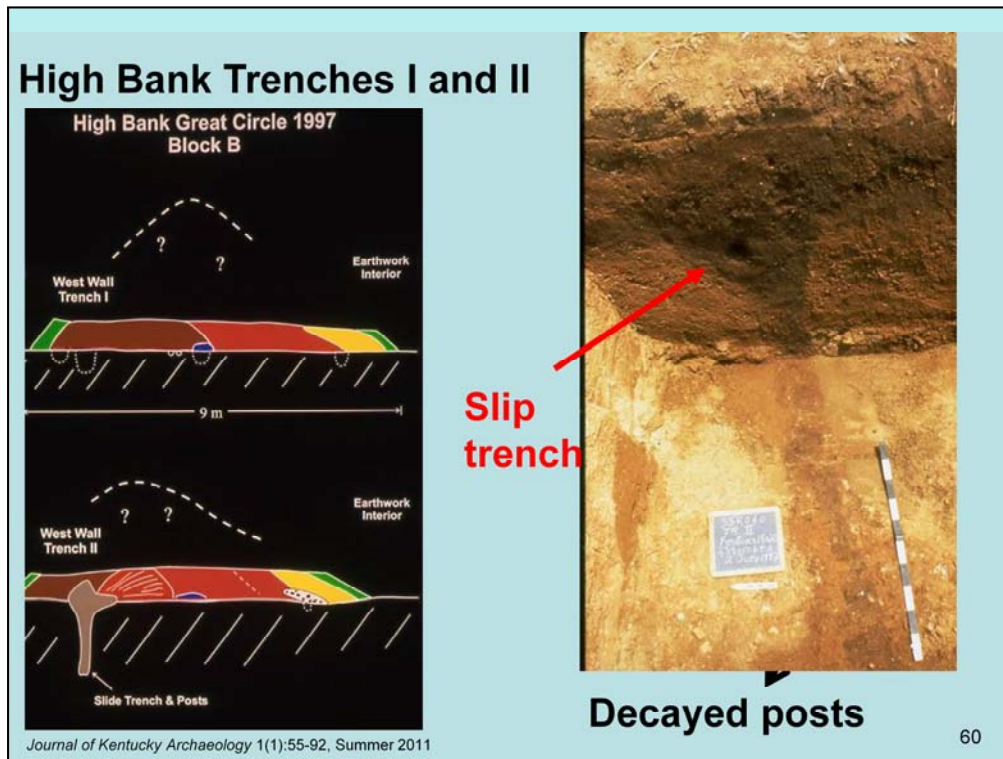 High Bank Trenches I and II
High Bank Great Circle 1997
Block B
?
?
West Wall
Trench I
Earthwork
Interior
9 m
? ?
West Wall
Trench II
Earthwork
Interior
Slide Trench & Posts
Slip
trench
TR II
Decayed posts
Journal of Kentucky Archaeology 1(1):55-92, Summer 2011
60